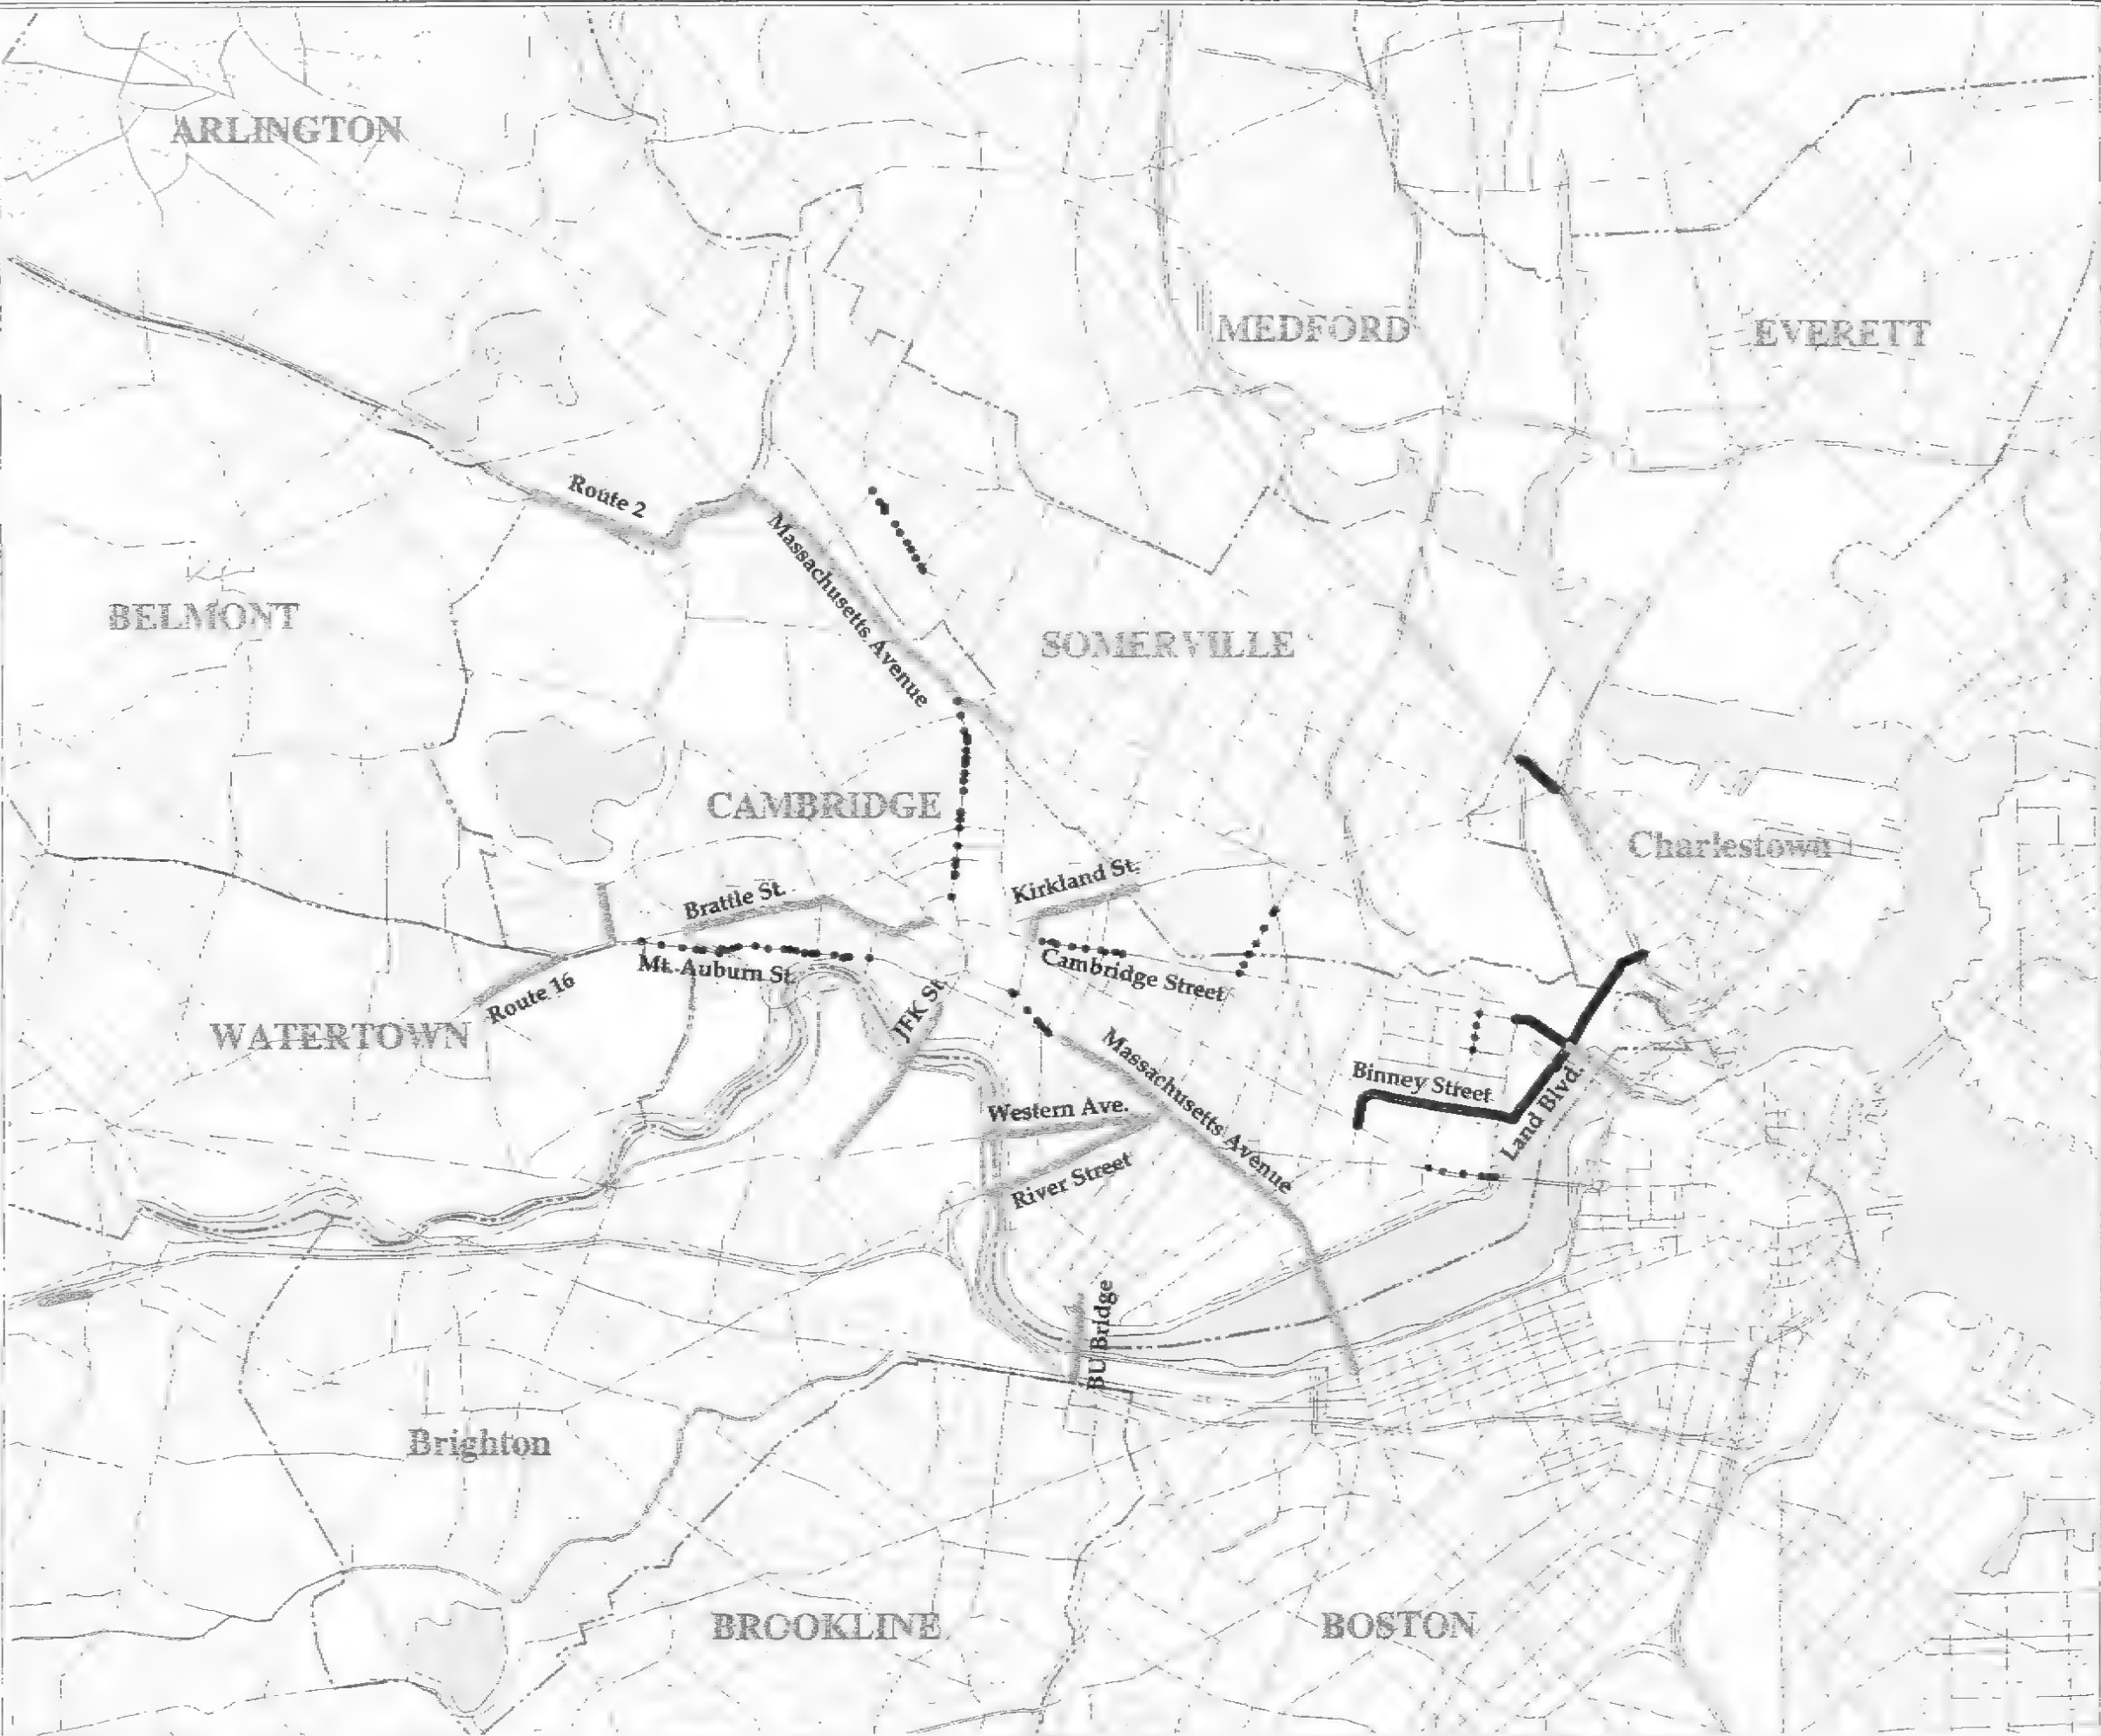 ARLINGTON
MEDFORD
EVERETT
Route 2
Massachusetts Avenue
BELMONT
SOMERVILLE
CAMBRIDGE
Charlestown
Kirkland St.
Brattle St.
Mt. Auburn St.
Cambridge Street
Route 16
JFK St.
WATERTOWN
Massachusetts Avenue
Binney Street
Land Blvd.
Western Ave.
River Street
BU Bridge
Brighton
BROOKLINE
BOSTON